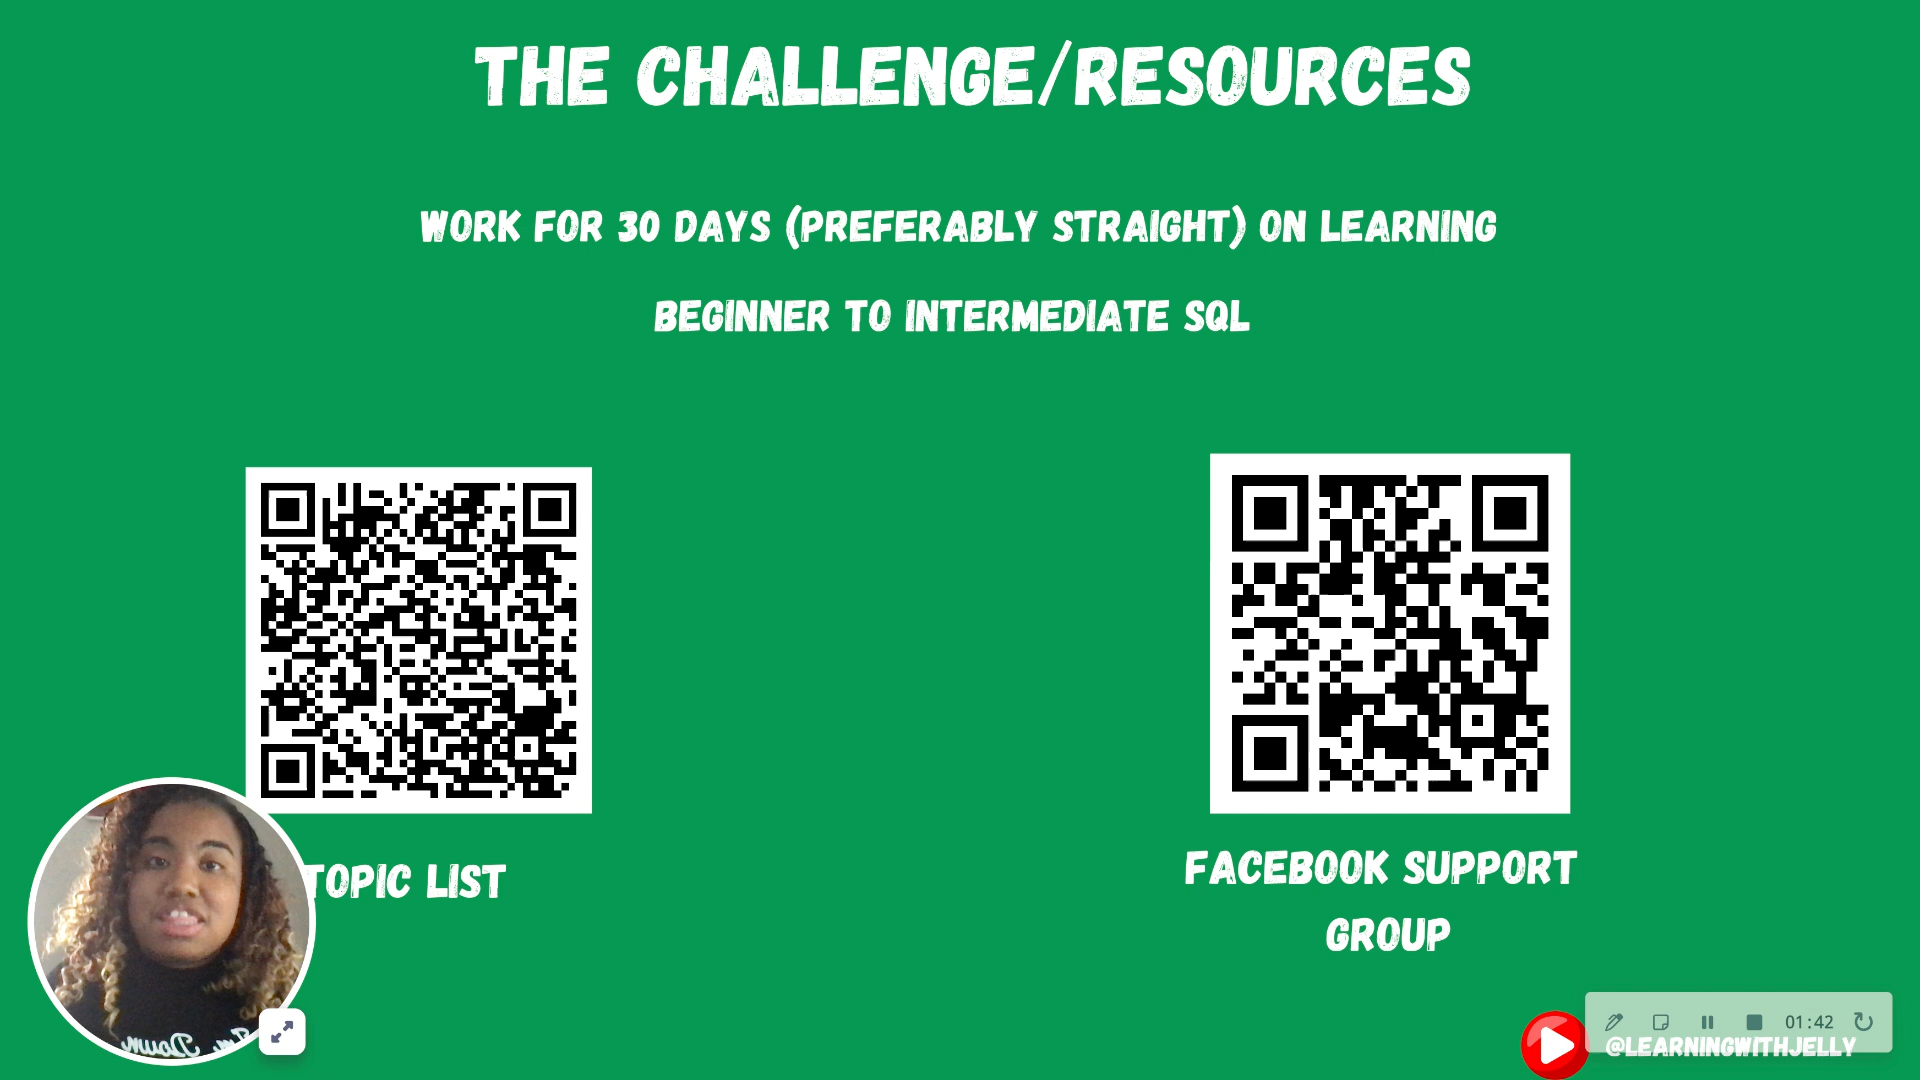 THE CHALLENGE/RESOURCES
WORK FOR 30 DAYS (PREFERABLY STRAIGHT) ON LEARNING
BEGINNER TO INTERMEDIATE SQL
TOPIC LIST
FACEBOOK SUPPORT
GROUP
I'm Down
01:42
@LEARNINGWITHJELLY